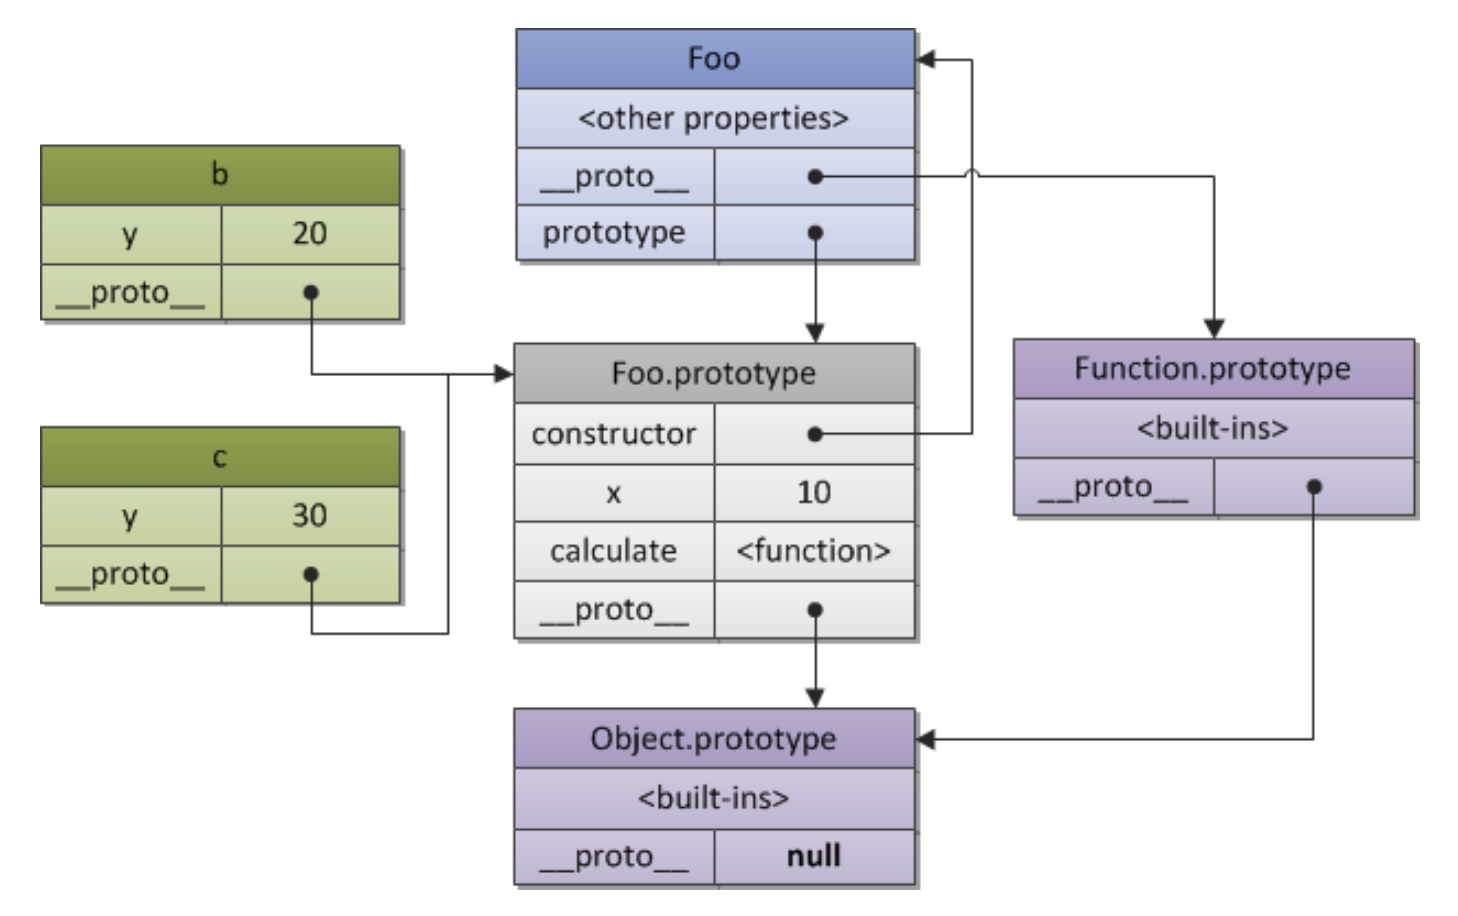 Foo
<other properties>
__proto__
prototype
b
y 20
__proto__
Foo.prototype
constructor
x 10
calculate <function>
__proto__
c
y 30
__proto__
Function.prototype
<built-ins>
__proto__
Object.prototype
<built-ins>
__proto__ null